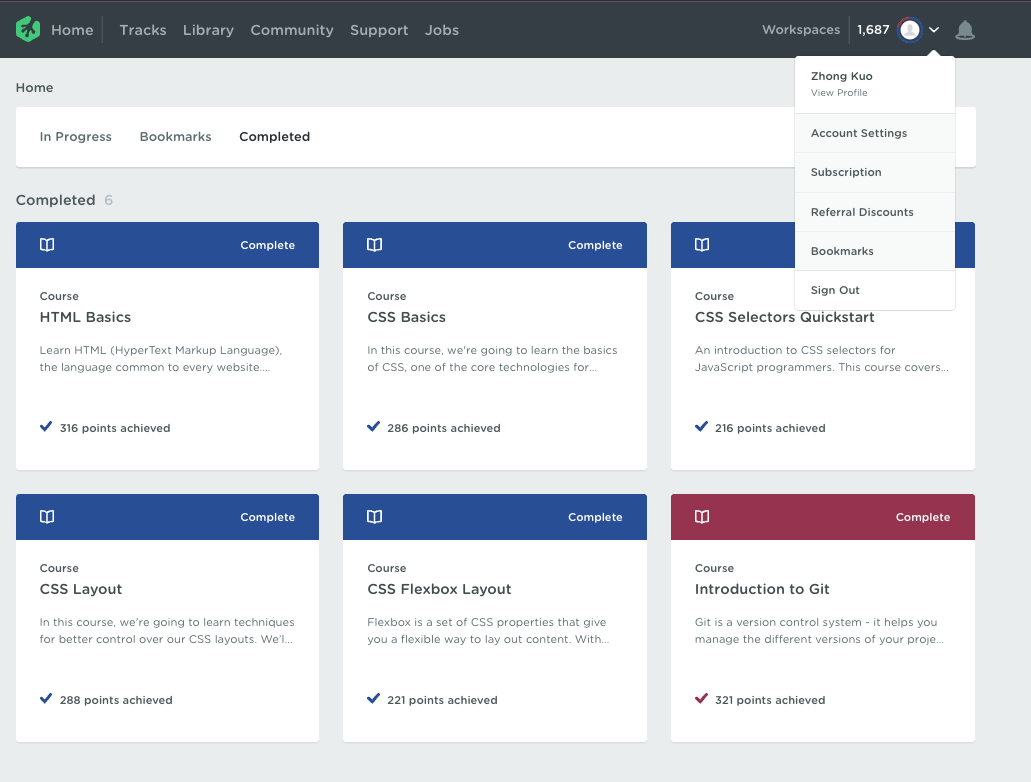 Home
Tracks
Library
Community
Support
Jobs
Workspaces
1,687
Zhong Kuo
View Profile
Account Settings
Subscription
Referral Discounts
Bookmarks
Sign Out
Home
In Progress
Bookmarks
Completed
Completed 6
Complete
Course
HTML Basics
Learn HTML (HyperText Markup Language),
the language common to every website....
316 points achieved
Complete
Course
CSS Basics
In this course, we're going to learn the basics
of CSS, one of the core technologies for...
286 points achieved
Course
CSS Selectors Quickstart
An introduction to CSS selectors for
JavaScript programmers. This course covers...
216 points achieved
Complete
Course
CSS Layout
In this course, we're going to learn techniques
for better control over our CSS layouts. We'l...
288 points achieved
Complete
Course
CSS Flexbox Layout
Flexbox is a set of CSS properties that give
you a flexible way to lay out content. With...
221 points achieved
Complete
Course
Introduction to Git
Git is a version control system - it helps you
manage the different versions of your proje...
321 points achieved